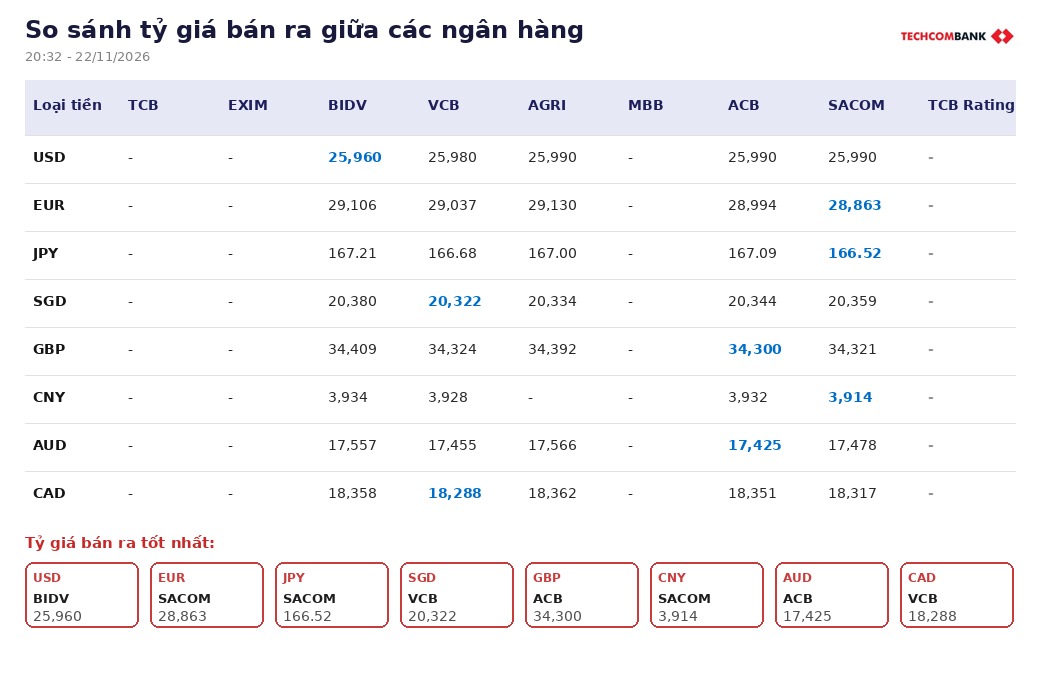 So sánh tỷ giá bán ra giữa các ngân hàng
20:32 - 22/11/2026
TECHCOMBANK
Loại tiền TCB EXIM BIDV VCB AGRI MBB ACB SACOM TCB Rating
USD - - 25,960 25,980 25,990 - 25,990 25,990 -
EUR - - 29,106 29,037 29,130 - 28,994 28,863 -
JPY - - 167.21 166.68 167.00 - 167.09 166.52 -
SGD - - 20,380 20,322 20,334 - 20,344 20,359 -
GBP - - 34,409 34,324 34,392 - 34,300 34,321 -
CNY - - 3,934 3,928 - - 3,932 3,914 -
AUD - - 17,557 17,455 17,566 - 17,425 17,478 -
CAD - - 18,358 18,288 18,362 - 18,351 18,317 -
Tỷ giá bán ra tốt nhất:
USD EUR JPY SGD GBP CNY AUD CAD
BIDV SACOM SACOM VCB ACB SACOM ACB VCB
25,960 28,863 166.52 20,322 34,300 3,914 17,425 18,288